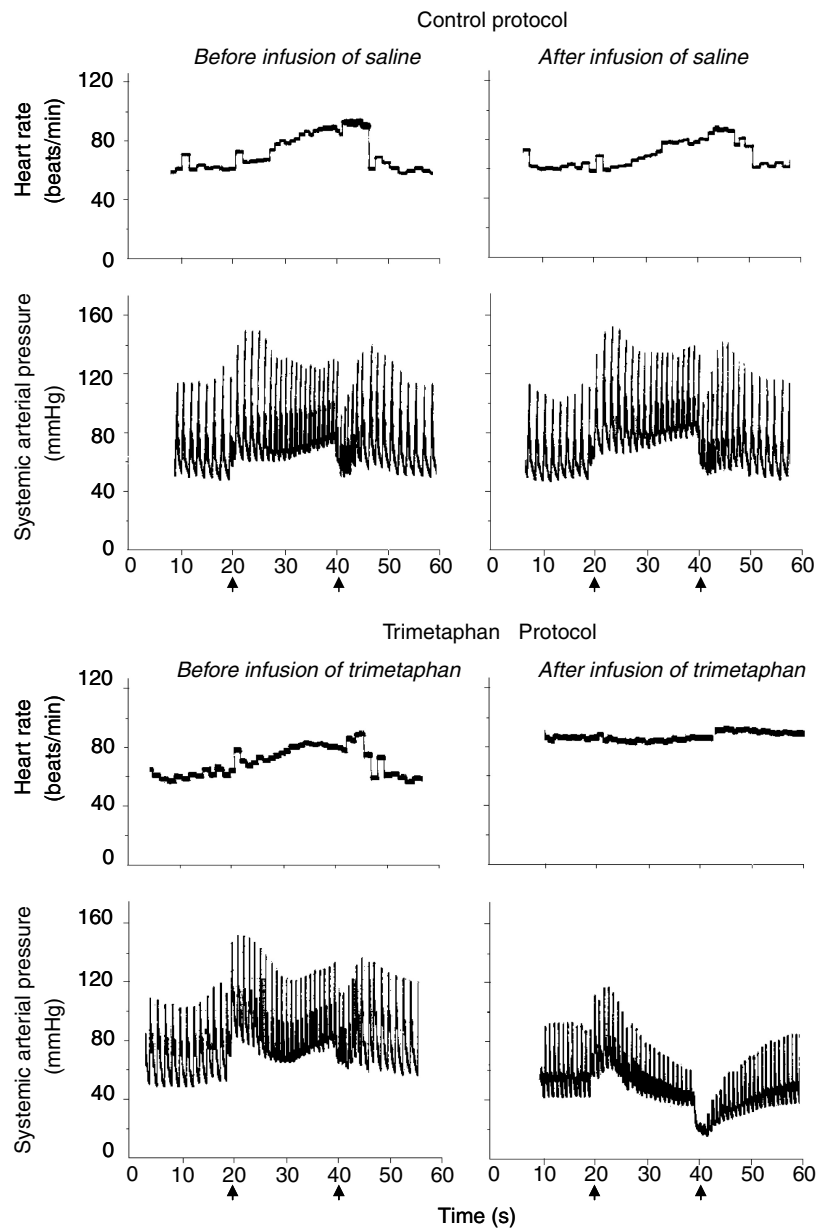 Control protocol
Before infusion of saline
After infusion of saline
Heart rate
(beats/min)
120
80
40
0
Systemic arterial pressure
(mmHg)
160
120
80
40
0
0 10 20 30 40 50 60
0 10 20 30 40 50 60
Trimetaphan Protocol
Before infusion of trimetaphan
After infusion of trimetaphan
Heart rate
(beats/min)
120
80
40
0
Systemic arterial pressure
(mmHg)
160
120
80
40
0
0 10 20 30 40 50 60
0 10 20 30 40 50 60
Time (s)